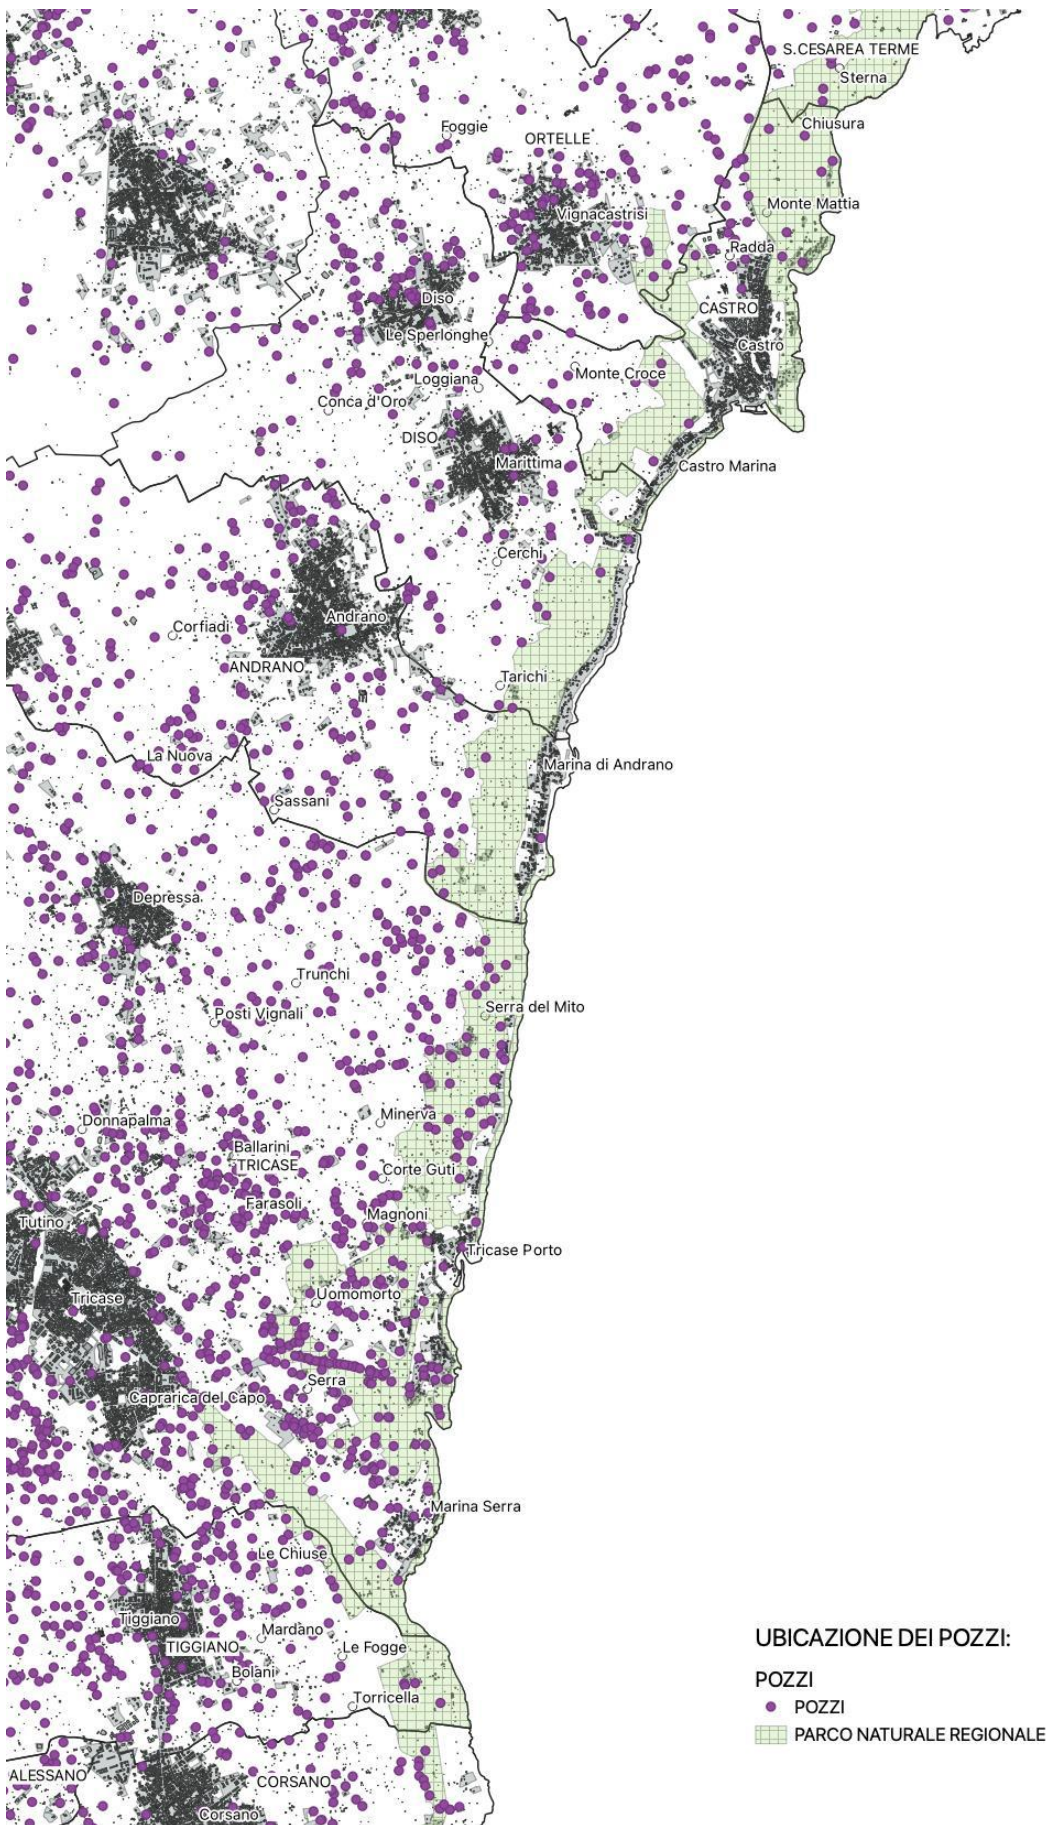 S.CESAREA TERME
Sterna
Chiusura
Foggie
ORTELLE
Monte Mattia
Vignacastrisi
Radda
Diso
CASTRO
Le Sperlonghe
Castro
Monte Croce
Loggiana
Conca d'Oro
DISO
Marittima
Castro Marina
Cerchi
Andrano
Corfiadi
ANDRANO
Tarichi
La Nuova
Marina di Andrano
Sassani
Depressa
Trunchi
Serra del Mito
Posti Vignali
Minerva
Donnapalma
Ballarini
TRICASE
Corte Guti
Farasoli
Magnoni
Tutino
Tricase Porto
Uomomorto
Tricase
Serra
Caprarica del Capo
Marina Serra
Le Chiuse
Tiggiano
Mardano
TIGGIANO
Le Fogge
Bolani
Torricella
ALESSANO
CORSANO
Corsano
UBICAZIONE DEI POZZI:
POZZI
POZZI
PARCO NATURALE REGIONALE